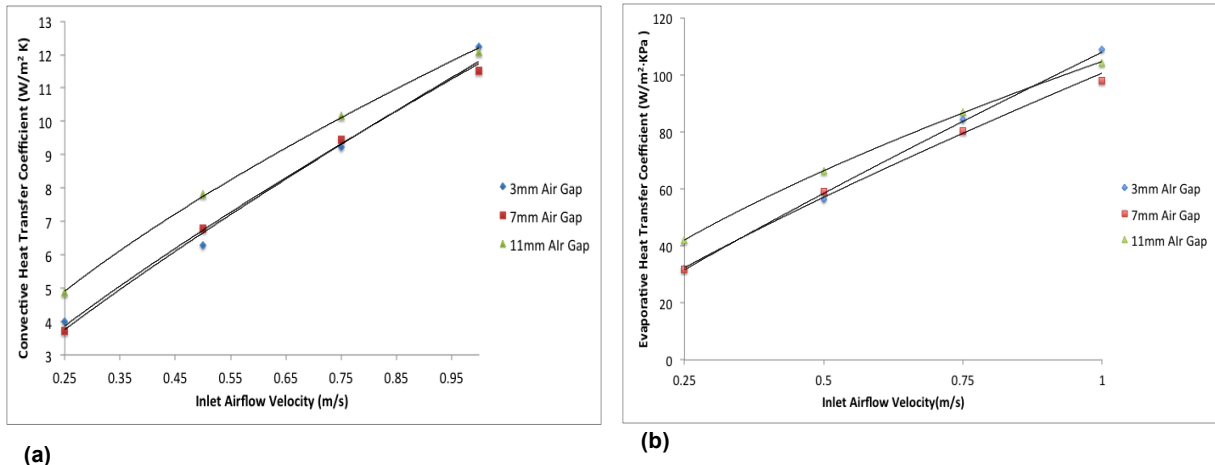 Convective Heat Transfer Coefficient (W/m² K)
13
12
11
10
9
8
7
6
5
4
3
0.25 0.35 0.45 0.55 0.65 0.75 0.85 0.95
Inlet Airflow Velocity (m/s)
3mm Air Gap
7mm Air Gap
11mm AIr Gap
(a)
Evaporative Heat Transfer Coefficient (W/m²·KPa)
120
100
80
60
40
20
0
0.25 0.5 0.75 1
Inlet Airflow Velocity(m/s)
3mm Air Gap
7mm Air Gap
11mm AIr Gap
(b)